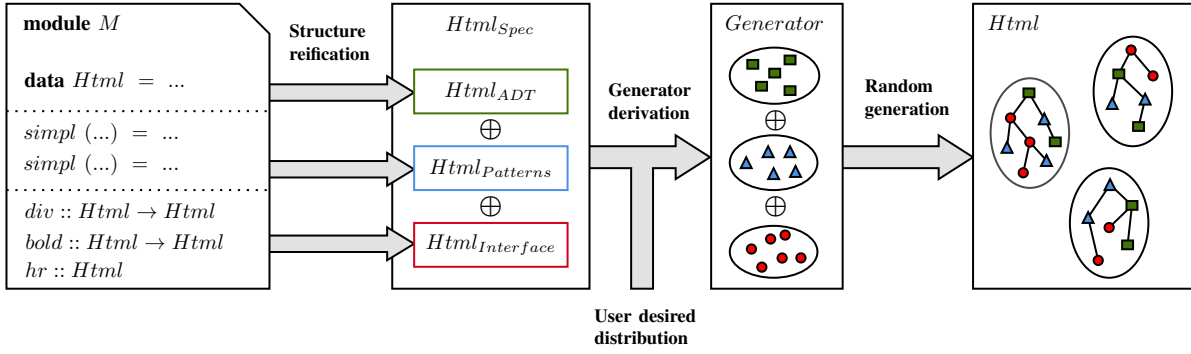 module M
data Html = ...
simpl (...) = ...
simpl (...) = ...
div :: Html → Html
bold :: Html → Html
hr :: Html
Structure
reification
Html_Spec
Html_ADT
⊕
Html_Patterns
⊕
Html_Interface
Generator
derivation
User desired
distribution
Generator
⊕
⊕
Random
generation
Html